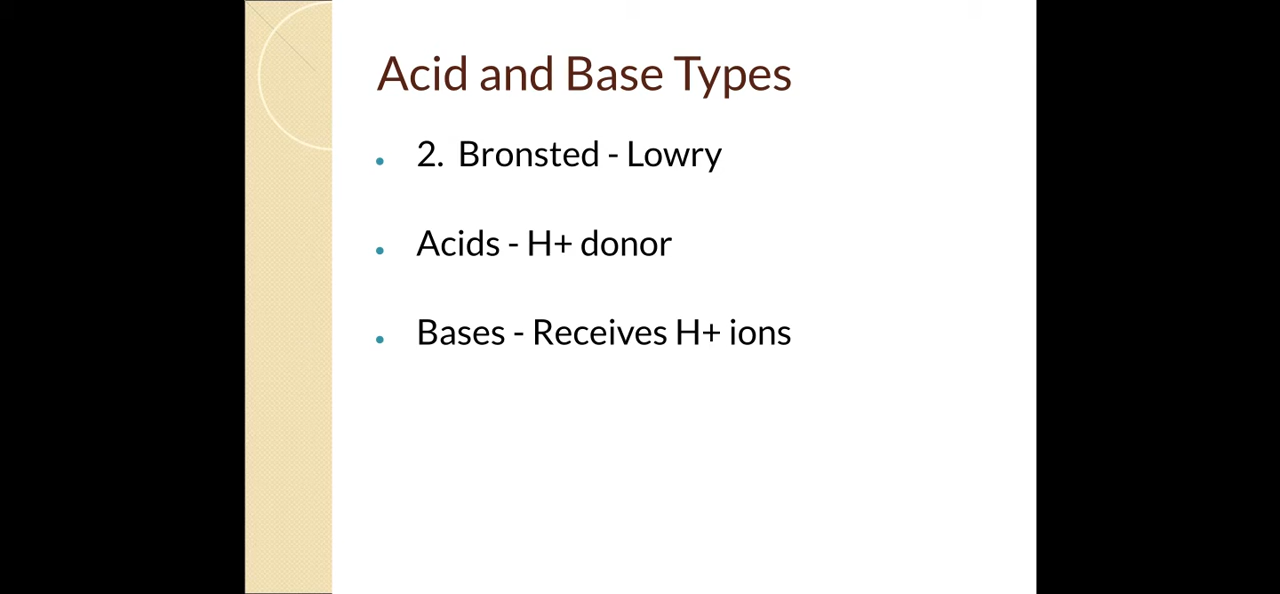 Acid and Base Types
• 2. Bronsted - Lowry
• Acids - H+ donor
• Bases - Receives H+ ions